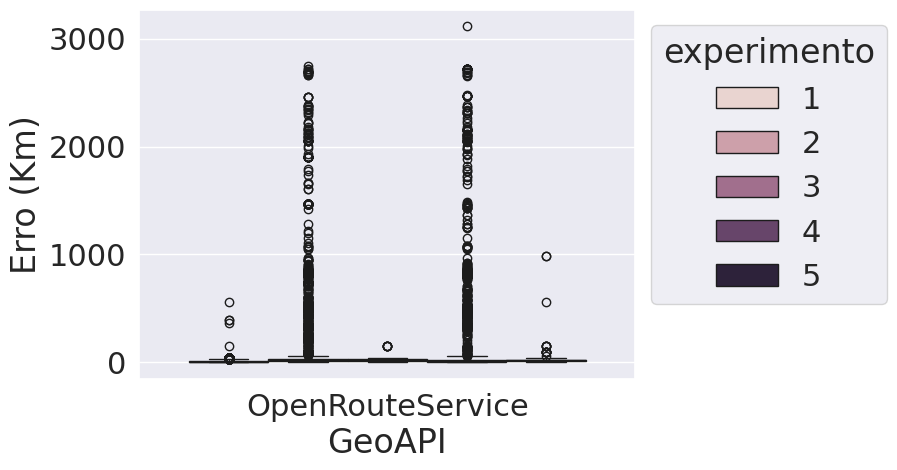 3000
2000
1000
0
Erro (Km)
OpenRouteService
GeoAPI
experimento
1
2
3
4
5